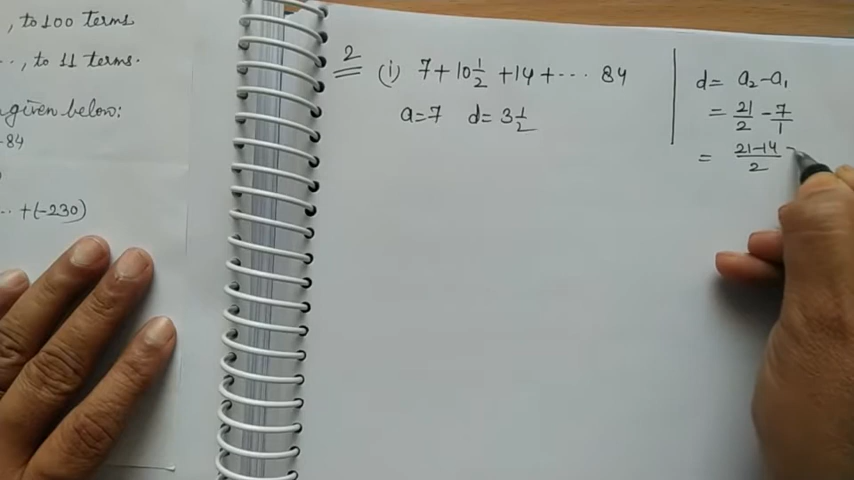 , to 100 Terms
.., to 11 Terms.
given below:
-84
.. +(-230)
2 (i) 7 + 10 1/2 + 14 + ... 84
a=7 d= 3 1/2
d= a₂-a₁
= 21/2 - 7/1
= 21-14/2